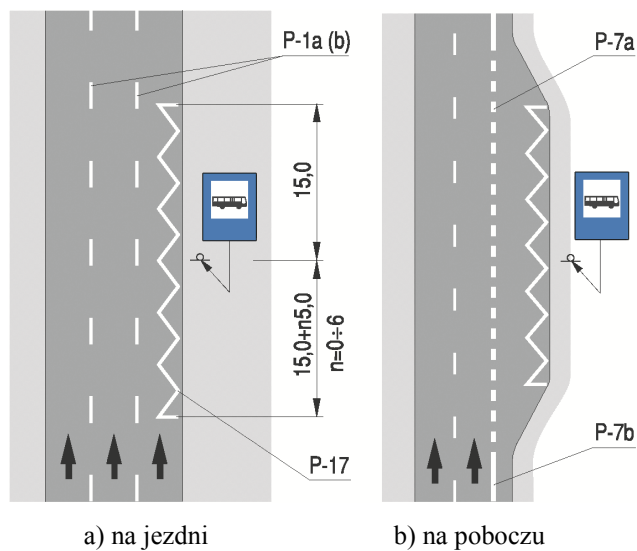 P-1a (b)
15,0
15,0+n5,0
n=0÷6
P-17
a) na jezdni
P-7a
P-7b
b) na poboczu